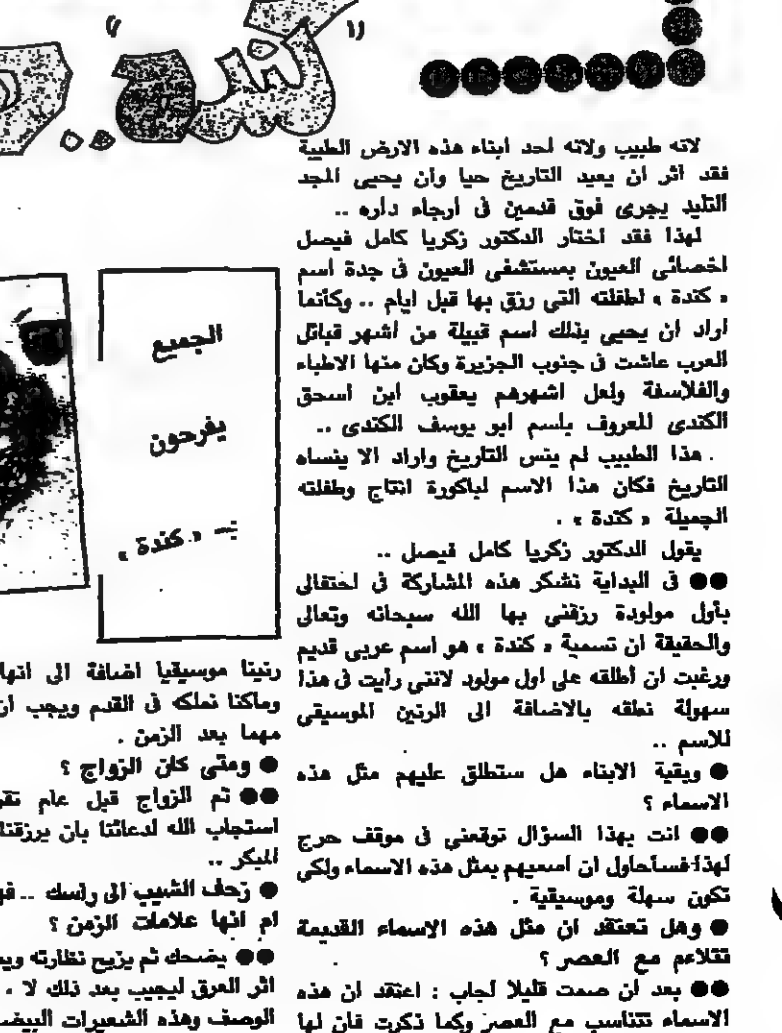 كندة ..
لانه طبيب ولانه احد ابناء هذه الارض الطيبة
فقد اثر ان يعيد التاريخ حيا وان يحيى المجد
التليد يجرى فوق قدمين فى أرجاء داره ..
لهذا فقد اختار الدكتور زكريا كامل فيصل
اخصائى العيون بمستشفى العيون فى جدة اسم
« كندة » لطفلته التى رزق بها قبل ايام .. وكأنما
اراد ان يحيى بذلك اسم قبيلة من اشهر قبائل
العرب عاشت فى جنوب الجزيرة وكان منها الاطباء
والفلاسفة ولعل اشهرهم يعقوب ابن اسحق
الكندى المعروف باسم ابو يوسف الكندى ..
هذا الطبيب لم ينس التاريخ واراد الا ينساه
التاريخ فكان هذا الاسم لباكورة انتاج وطفلته
الجميلة « كندة » .
يقول الدكتور زكريا كامل فيصل ..
●● فى البداية نشكر هذه المشاركة فى احتفالى
بأول مولودة رزقنى بها الله سبحانه وتعالى
والحقيقة ان تسمية « كندة » هو اسم عربى قديم
ورغبت ان أطلقه على اول مولود لاننى رأيت فى هذا
سهولة نطقه بالاضافة الى الرنين الموسيقى
للاسم ..
● وبقية الابناء هل ستطلق عليهم مثل هذه
الاسماء ؟
●● انت بهذا السؤال توقعنى فى موقف حرج
لهذا فسأحاول ان اسميهم بمثل هذه الاسماء ولكى
تكون سهلة وموسيقية .
● وهل تعتقد ان مثل هذه الاسماء القديمة
تتلاءم مع العصر ؟
●● بعد ان صمت قليلا اجاب : اعتقد ان هذه
الاسماء تتناسب مع العصر وكما ذكرت فان لها
الجميع
يفرحون
بـ « كندة »
رنينا موسيقيا اضافة الى انها
وماكنا نملكه فى القدم ويجب أن
مهما بعد الزمن .
● ومتى كان الزواج ؟
●● تم الزواج قبل عام
استجاب الله لدعائنا بان يرزقنا
المبكر ..
● زحف الشيب الى راسك ..
ام انها علامات الزمن ؟
●● يضحك ثم يزيح نظارته
اثر العرق ليجيب بعد ذلك لا .
الوصف وهذه الشعيرات